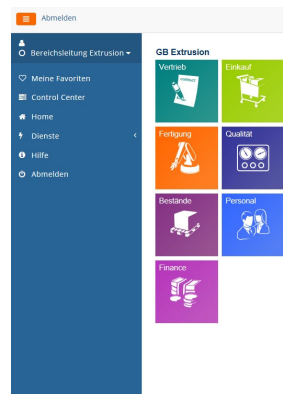 Abmelden
Bereichsleitung Extrusion
Meine Favoriten
Control Center
Home
Dienste
Hilfe
Abmelden
GB Extrusion
Vertrieb
Einkauf
Fertigung
Qualität
Bestände
Personal
Finance